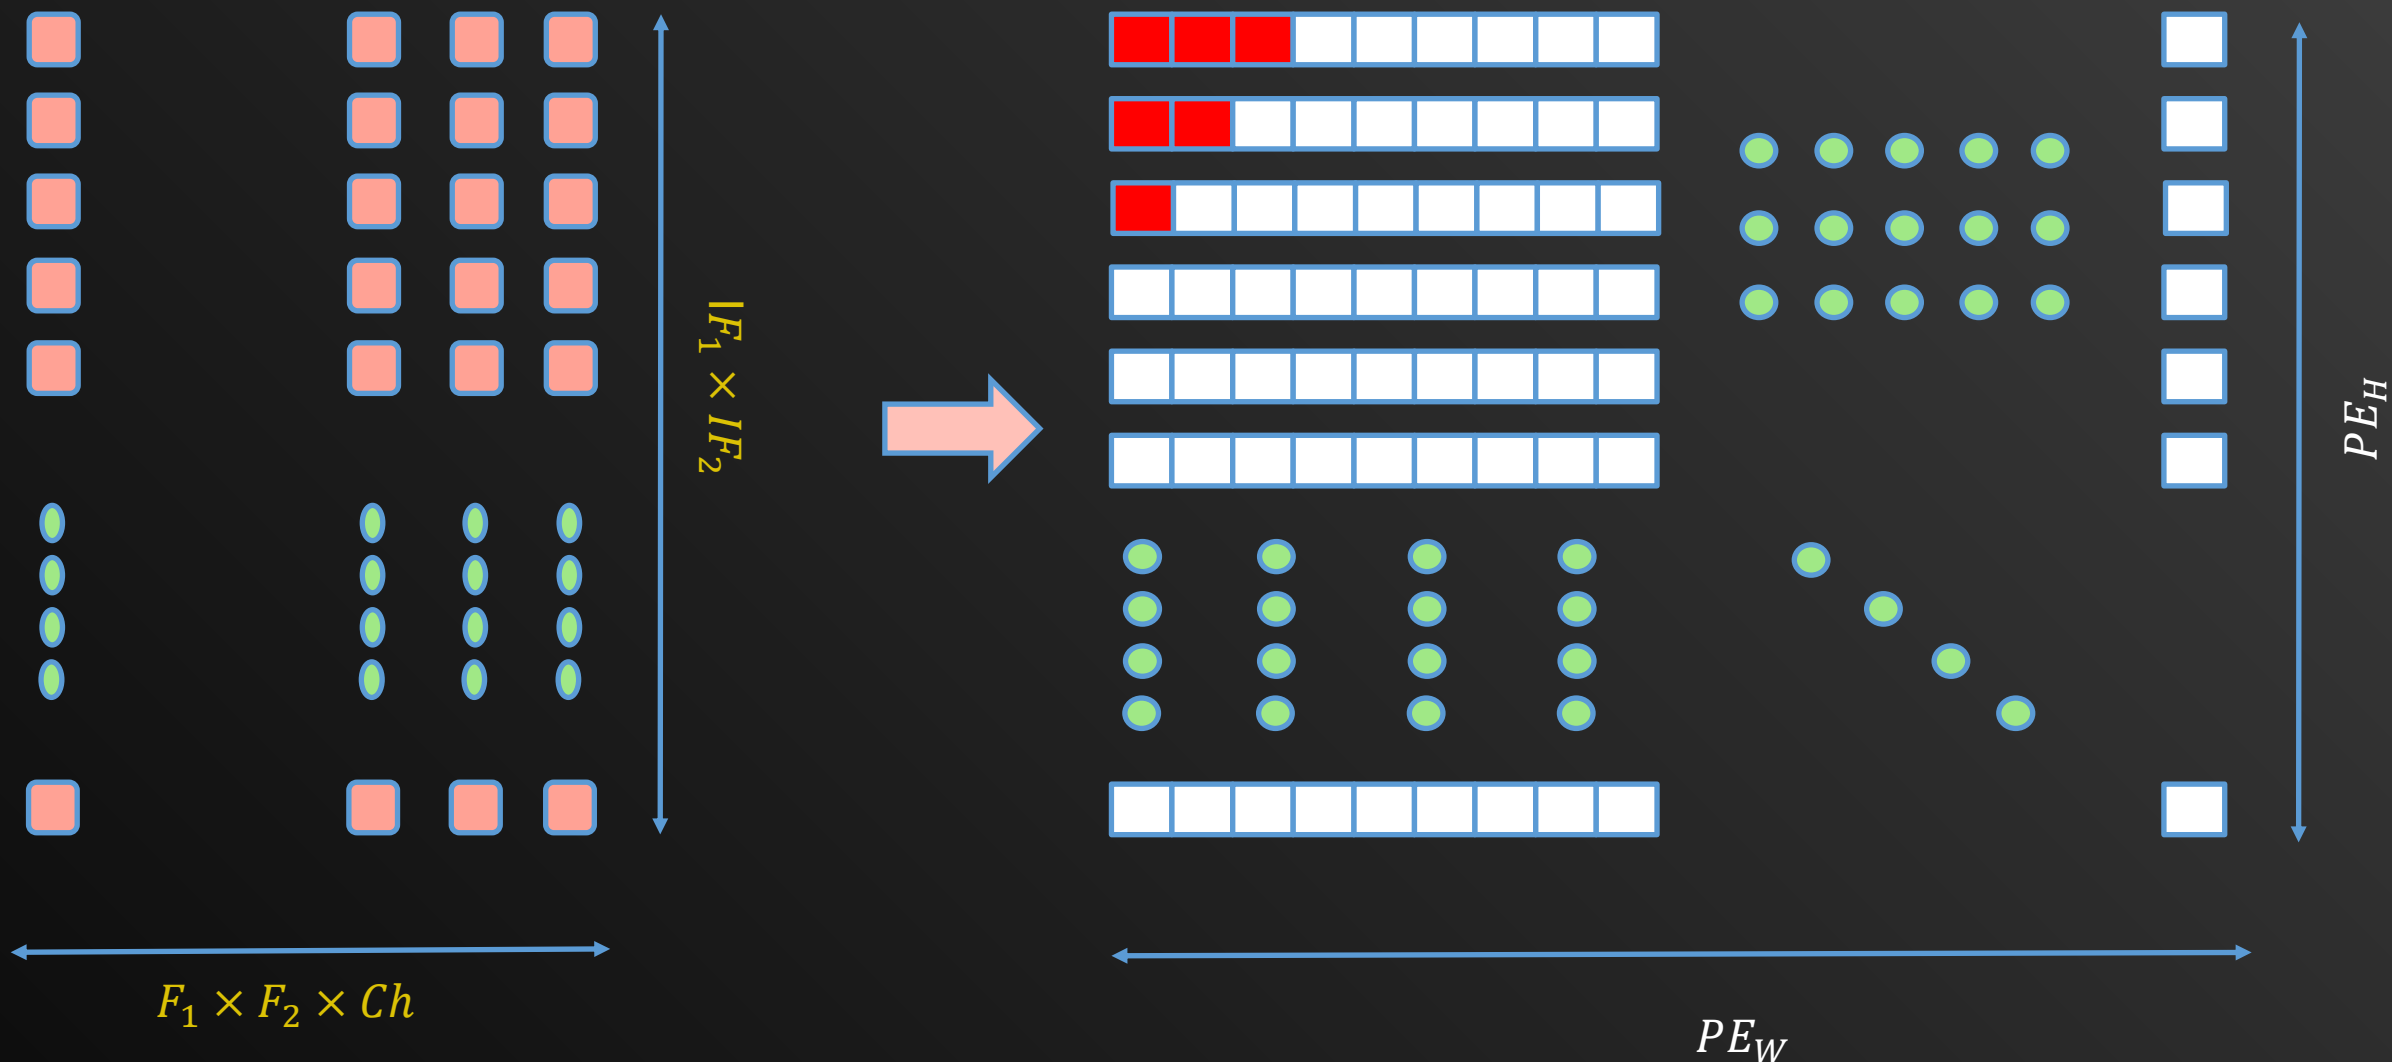 IF₁ × IF₂
PE_H
F₁ × F₂ × Ch
PE_W